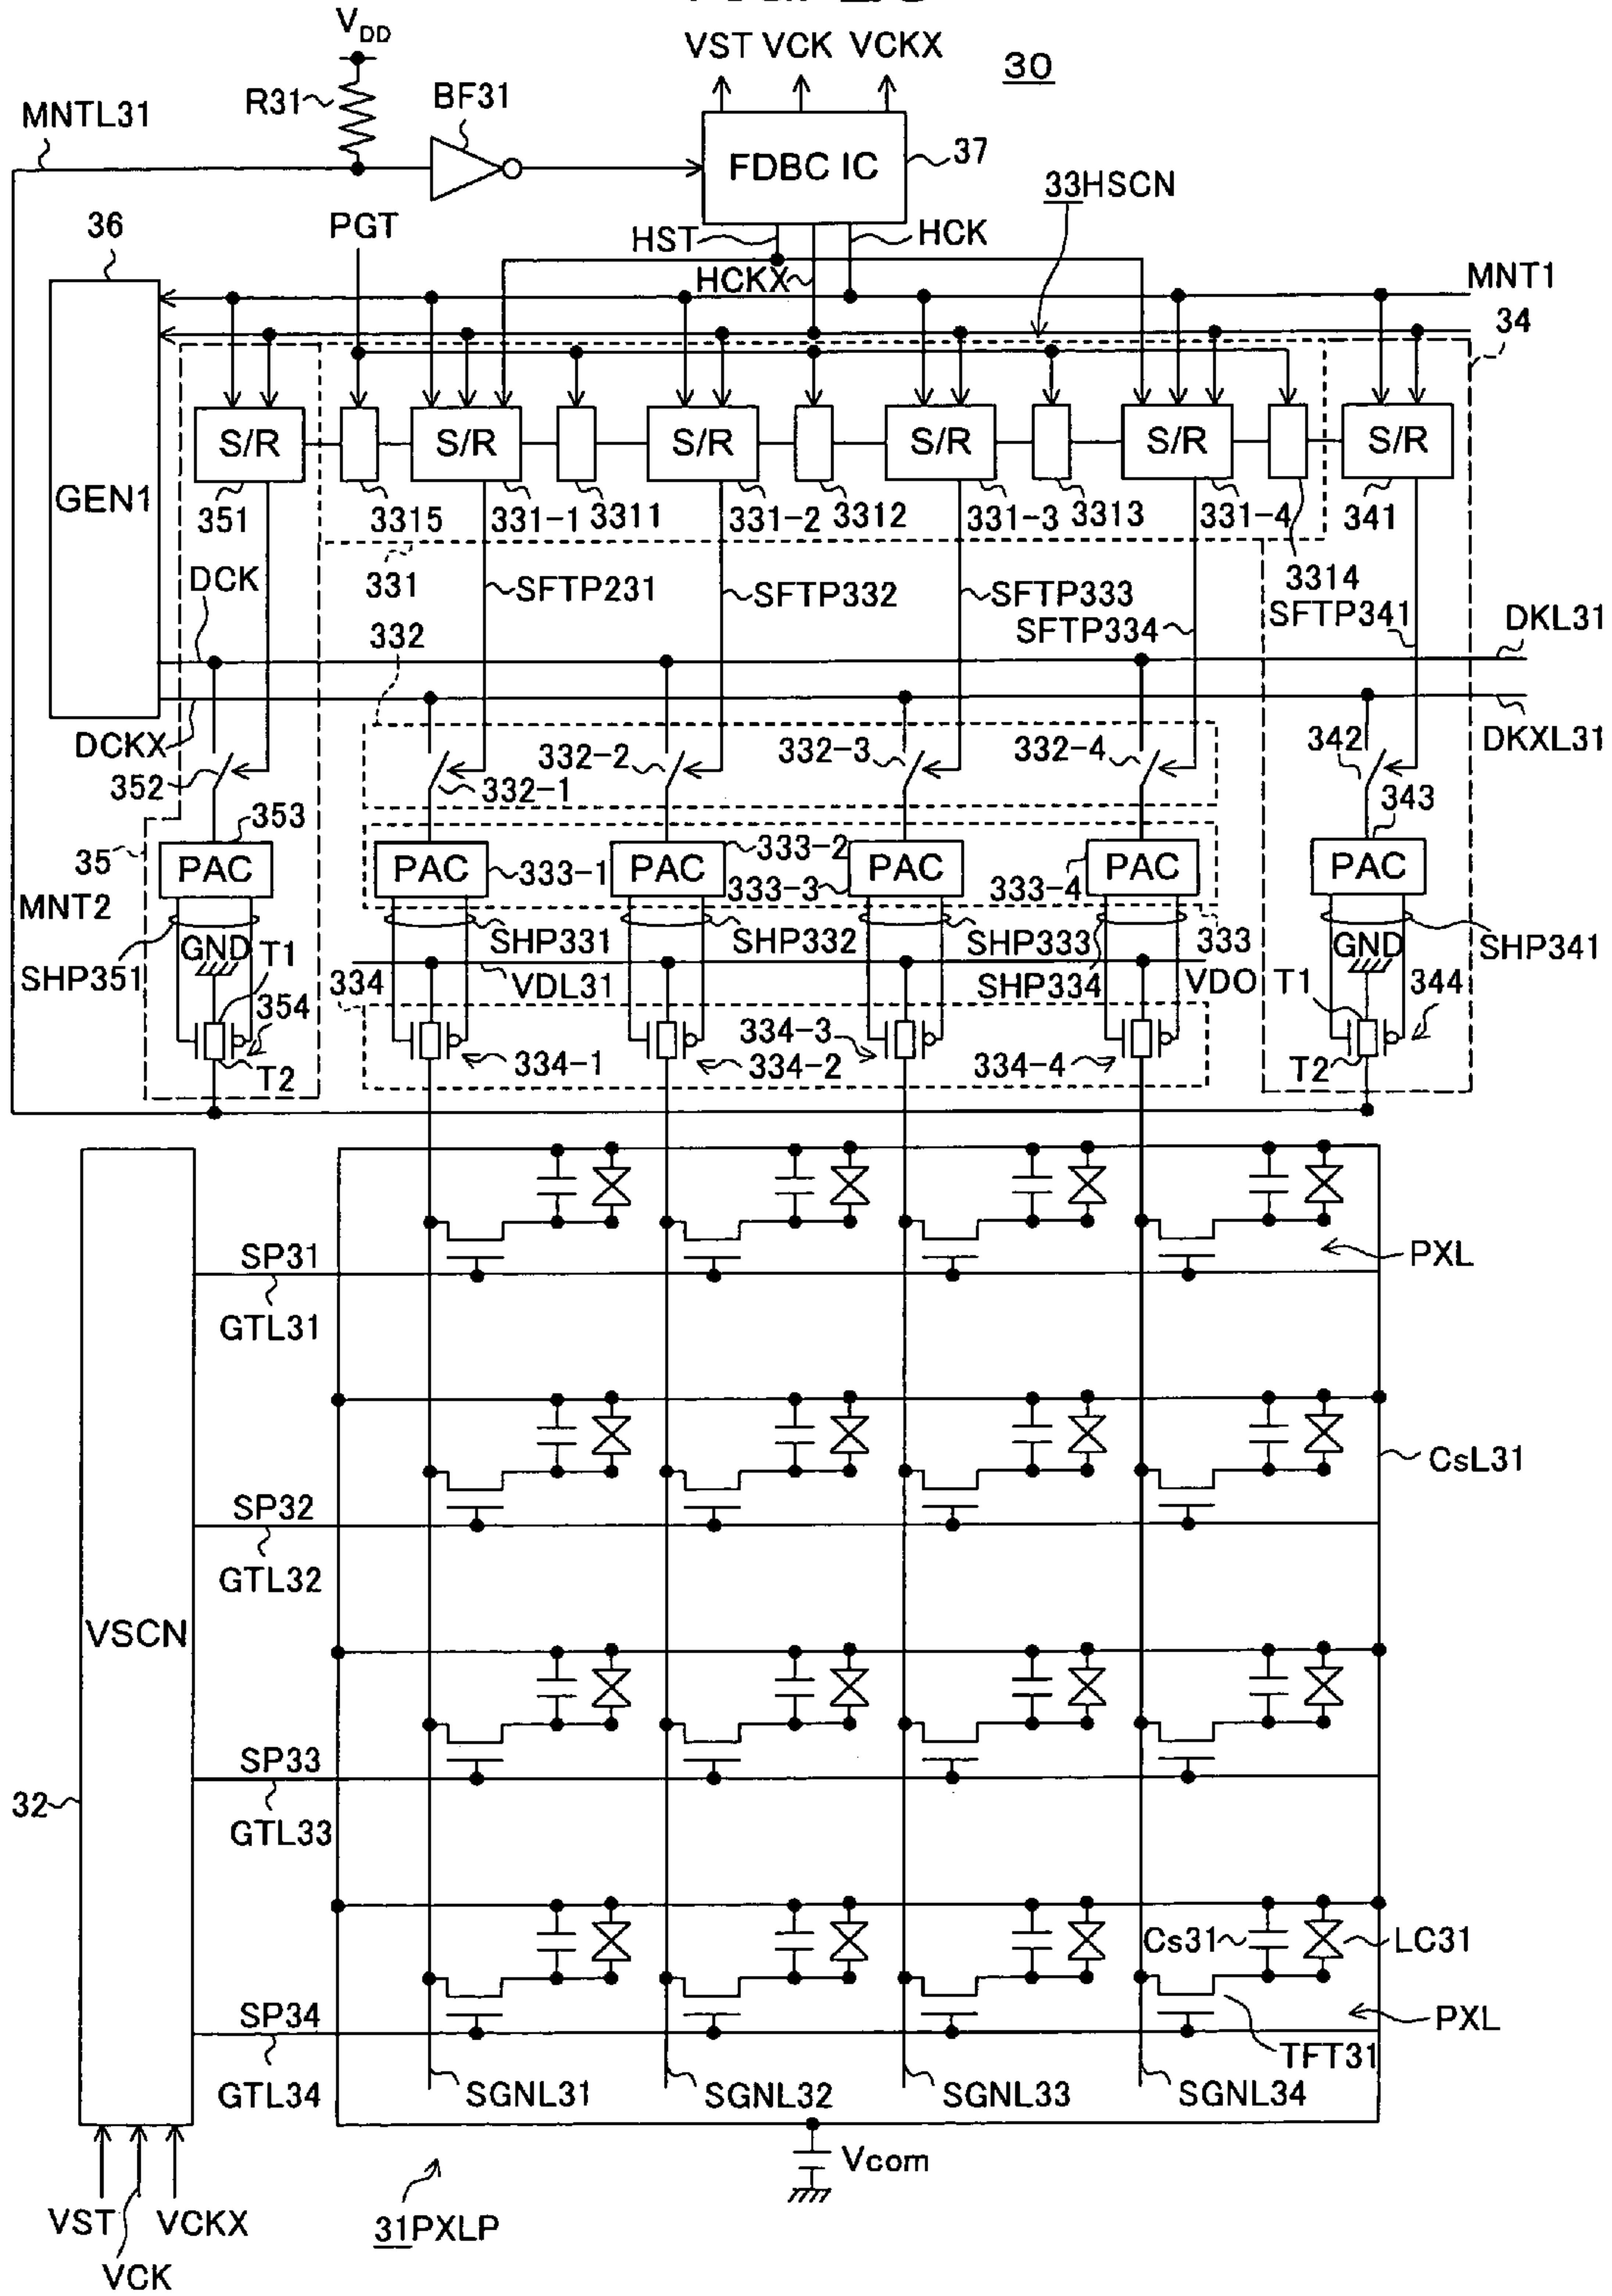 VDD
VST VCK VCKX
30
R31
BF31
MNTL31
FDBC IC
37
33HSCN
36
PGT
HST
HCK
HCKX
MNT1
34
GEN1
S/R
S/R
S/R
S/R
S/R
S/R
351
3315
331-1
3311
331-2
3312
331-3
3313
331-4
341
331
3314
DCK
SFTP231
SFTP332
SFTP333
SFTP334
SFTP341
DKL31
332
DCKX
DKXL31
352
332-1
332-2
332-3
332-4
342
343
353
35
PAC
PAC
PAC
PAC
PAC
PAC
333-1
333-2
333-3
333-4
MNT2
SHP351
GND
T1
SHP331
SHP332
SHP333
333
GND
SHP341
334
VDL31
SHP334
VDO
T1
344
354
T2
334-1
334-2
334-3
334-4
T2
SP31
GTL31
PXL
SP32
GTL32
CsL31
VSCN
SP33
GTL33
32
Cs31
LC31
SP34
GTL34
PXL
TFT31
SGNL31
SGNL32
SGNL33
SGNL34
Vcom
VST
VCKX
VCK
31PXLP